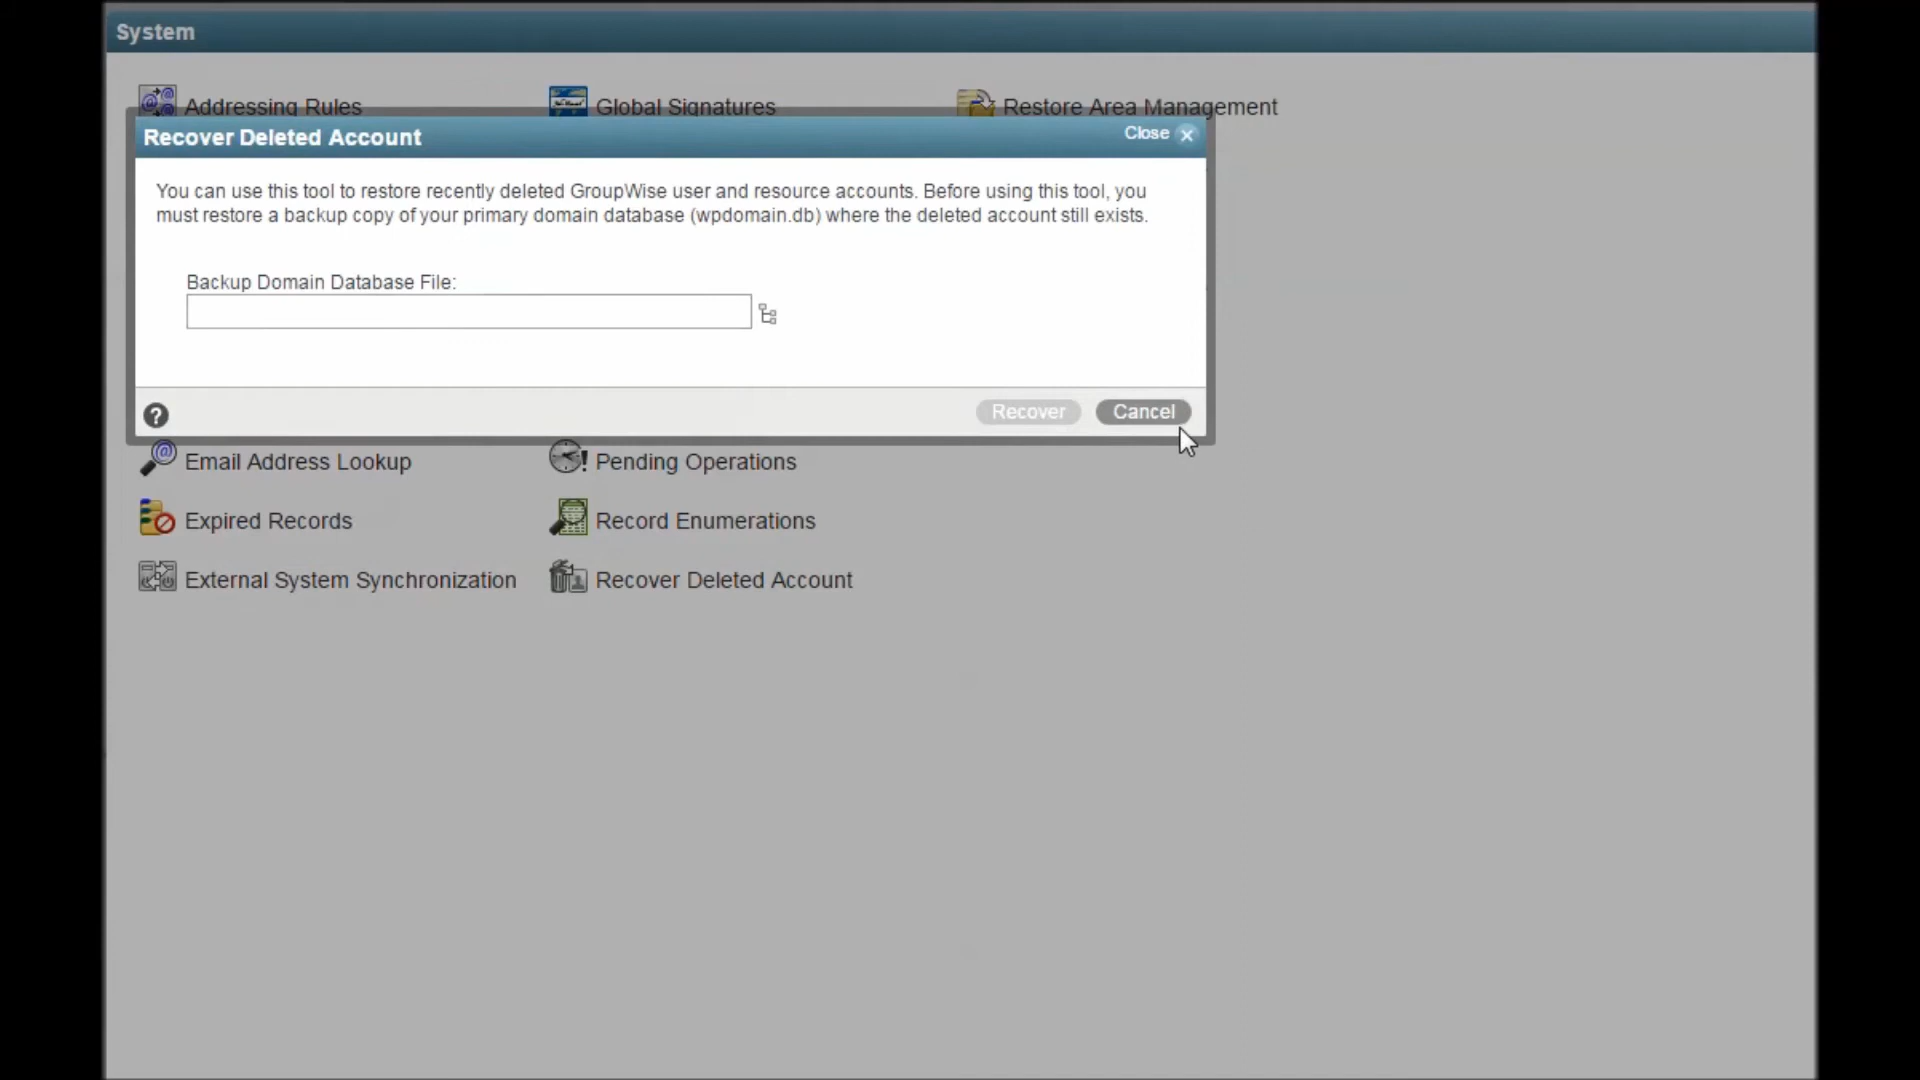 System
Addressing Rules
Global Signatures
Restore Area Management
Recover Deleted Account
Close
You can use this tool to restore recently deleted GroupWise user and resource accounts. Before using this tool, you
must restore a backup copy of your primary domain database (wpdomain.db) where the deleted account still exists.
Backup Domain Database File:
?
Recover
Cancel
Email Address Lookup
Pending Operations
Expired Records
Record Enumerations
External System Synchronization
Recover Deleted Account